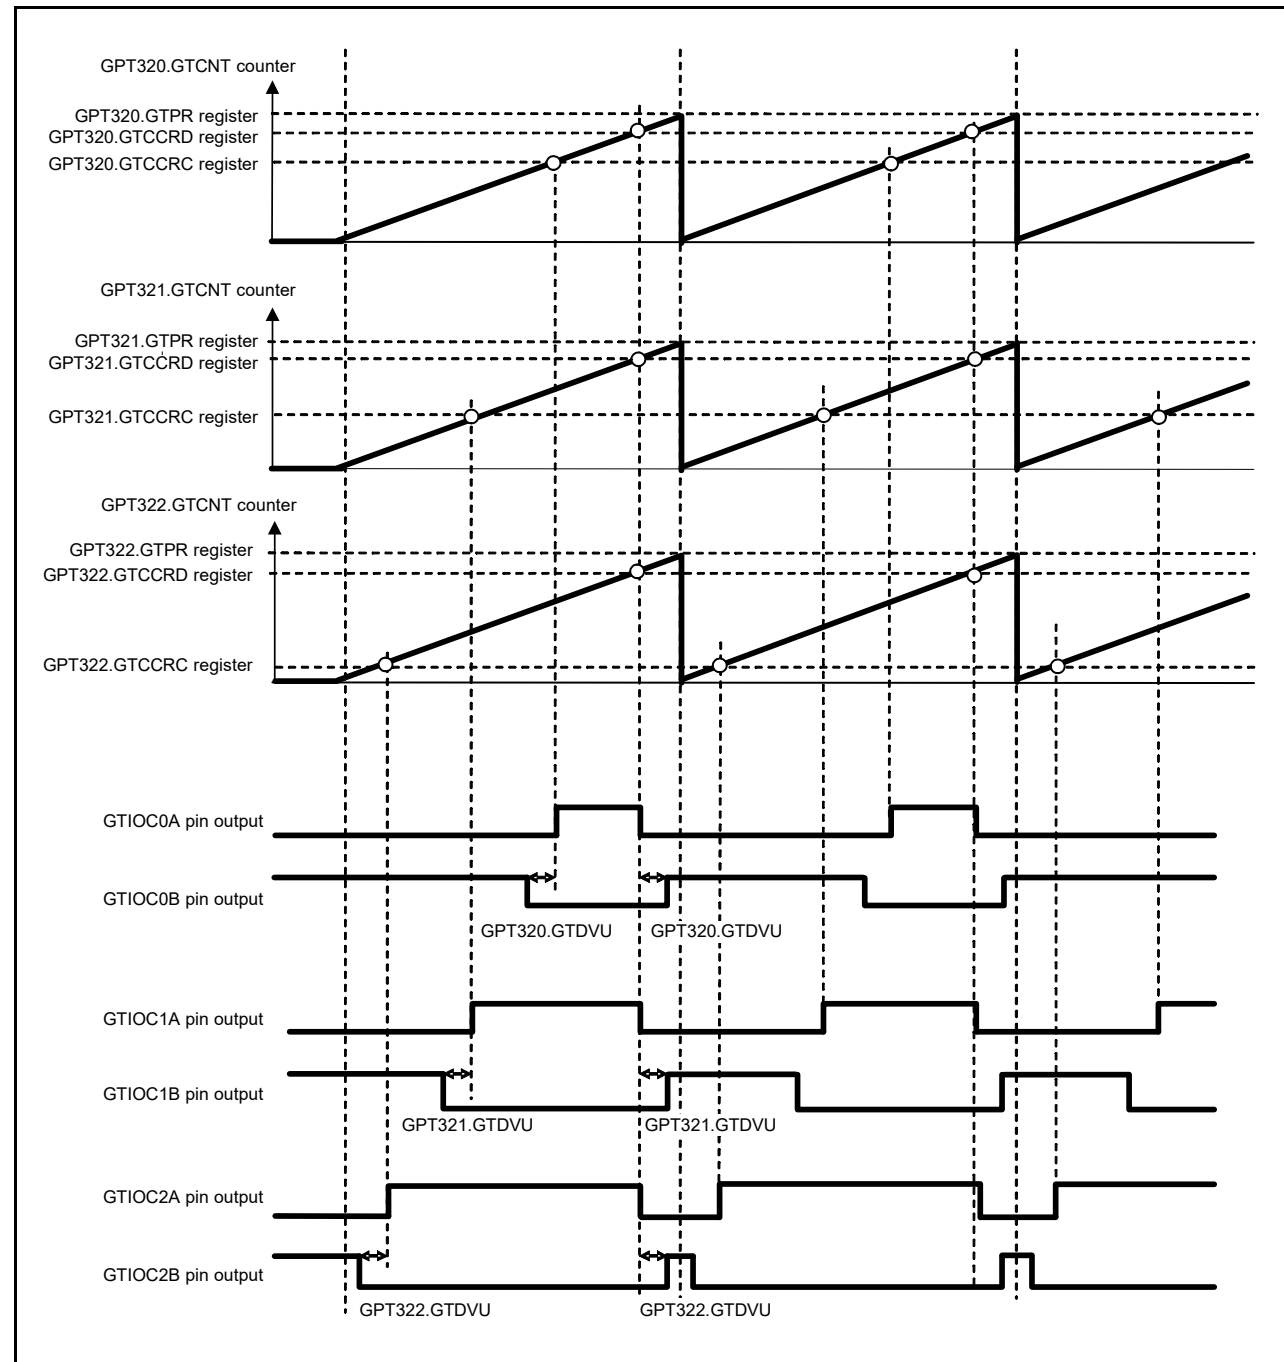 GPT320.GTCNT counter
GPT320.GTPR register
GPT320.GTCCRD register
GPT320.GTCCRC register
GPT321.GTCNT counter
GPT321.GTPR register
GPT321.GTCCRD register
GPT321.GTCCRC register
GPT322.GTCNT counter
GPT322.GTPR register
GPT322.GTCCRD register
GPT322.GTCCRC register
GTIOC0A pin output
GTIOC0B pin output
GPT320.GTDVU GPT320.GTDVU
GTIOC1A pin output
GTIOC1B pin output
GPT321.GTDVU GPT321.GTDVU
GTIOC2A pin output
GTIOC2B pin output
GPT322.GTDVU GPT322.GTDVU